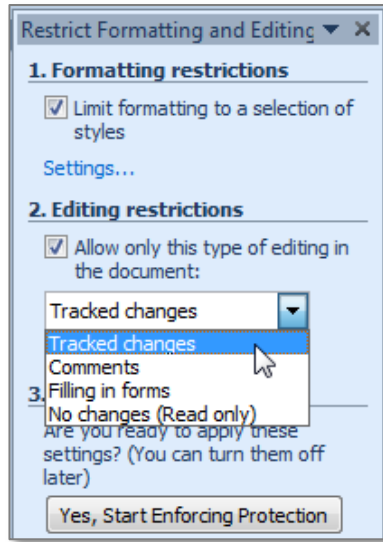 Restrict Formatting and Editing
1. Formatting restrictions
Limit formatting to a selection of
styles
Settings...
2. Editing restrictions
Allow only this type of editing in
the document:
Tracked changes
Tracked changes
Comments
3.
Filling in forms
No changes (Read only)
Are you ready to apply these
settings? (You can turn them off
later)
Yes, Start Enforcing Protection